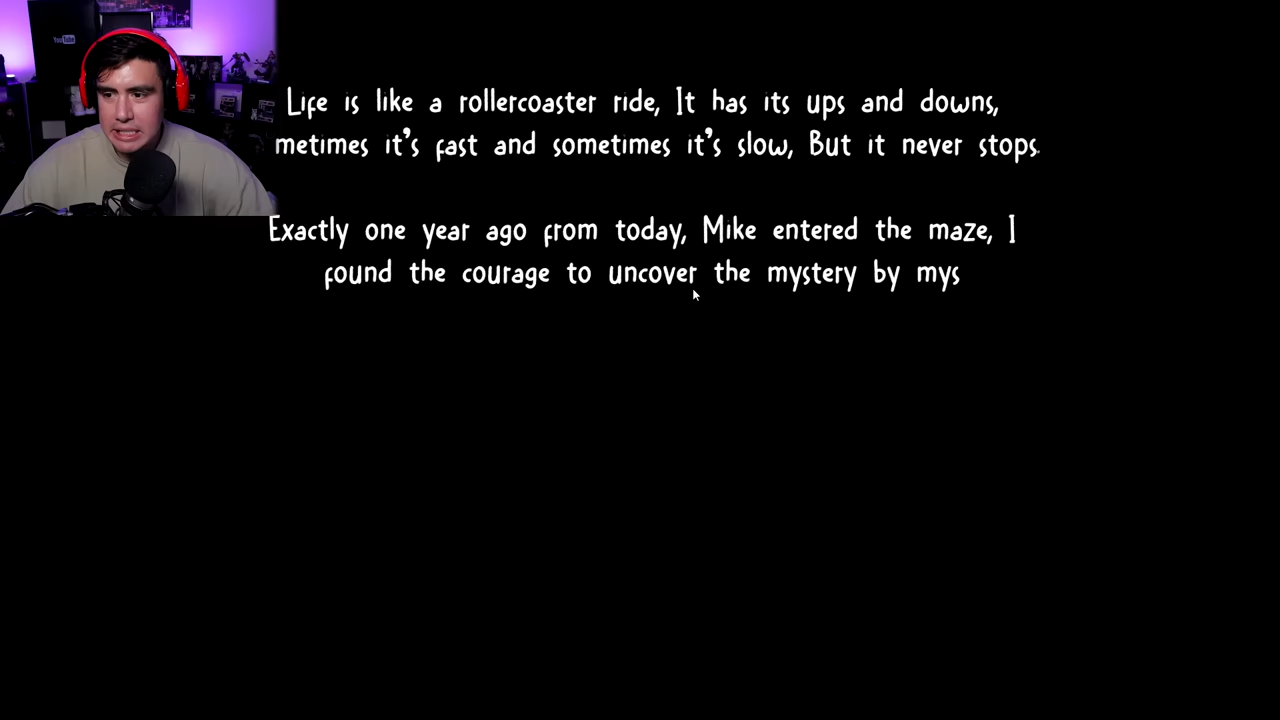 YouTube
Life is like a rollercoaster ride, It has its ups and downs,
metimes it's fast and sometimes it's slow, But it never stops.
Exactly one year ago from today, Mike entered the maze, I
found the courage to uncover the mystery by mys